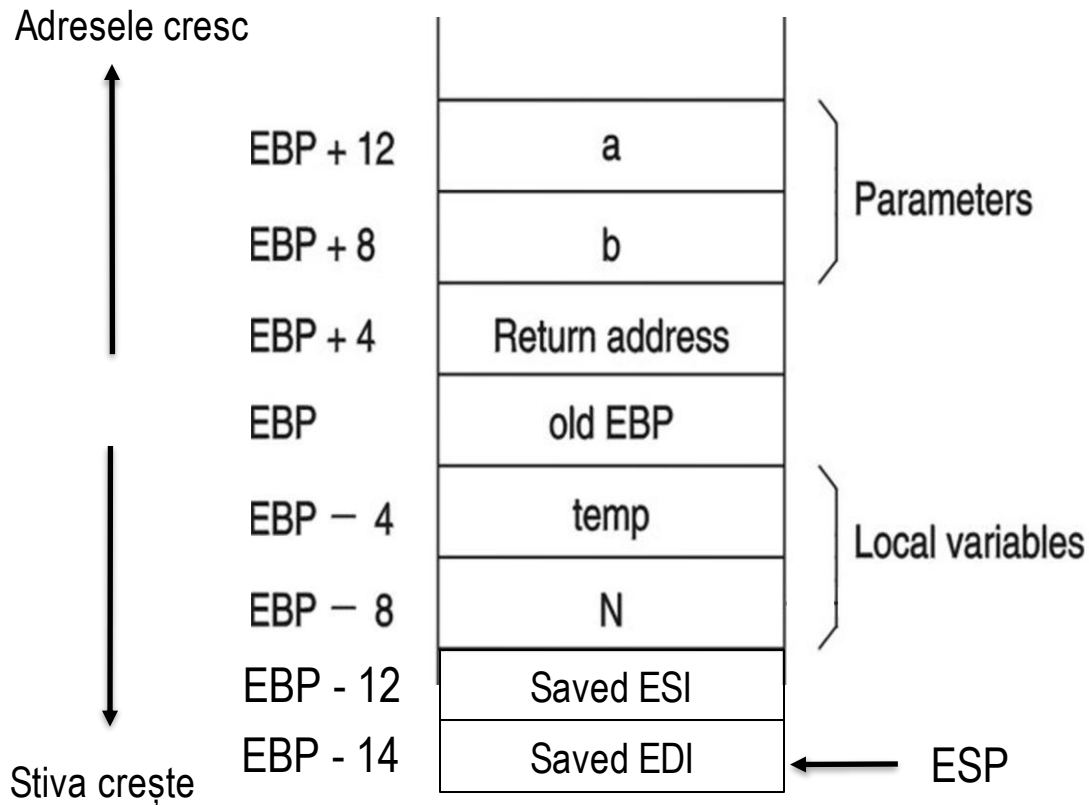 Adresele cresc
EBP + 12 a
Parameters
EBP + 8 b
EBP + 4 Return address
EBP old EBP
EBP − 4 temp
Local variables
EBP − 8 N
EBP - 12 Saved ESI
EBP - 14 Saved EDI ESP
Stiva crește